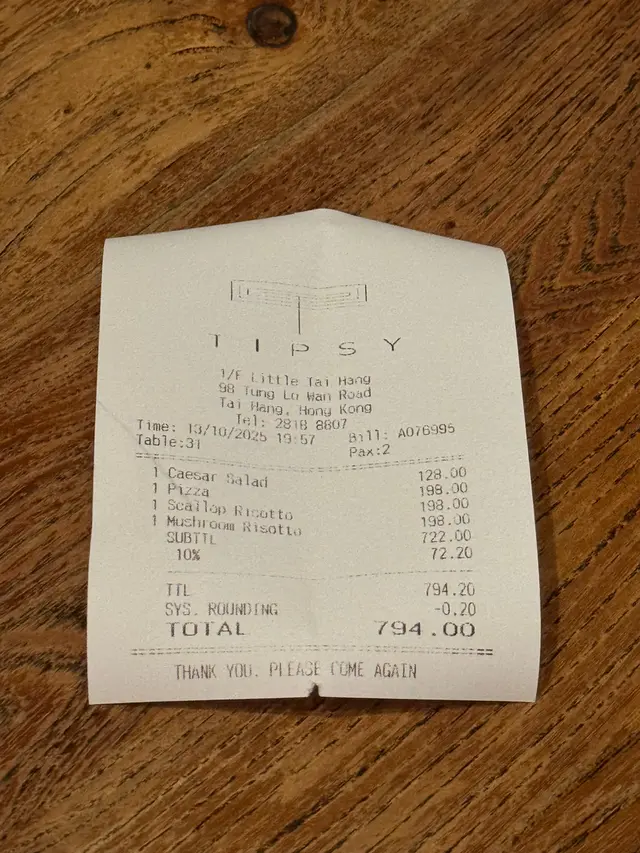 TIPSY
1/F Little Tai Hang
98 Tung Lo Wan Road
Tai Hang, Hong Kong
Tel: 2818 8807
Time: 13/10/2025 19:57 Bill: A076995
Table:31 Pax:2
1 Caesar Salad 128.00
1 Pizza 198.00
1 Scallop Risotto 198.00
1 Mushroom Risotto 198.00
SUBTTL 722.00
10% 72.20
TTL 794.20
SYS. ROUNDING -0.20
TOTAL 794.00
THANK YOU. PLEASE COME AGAIN